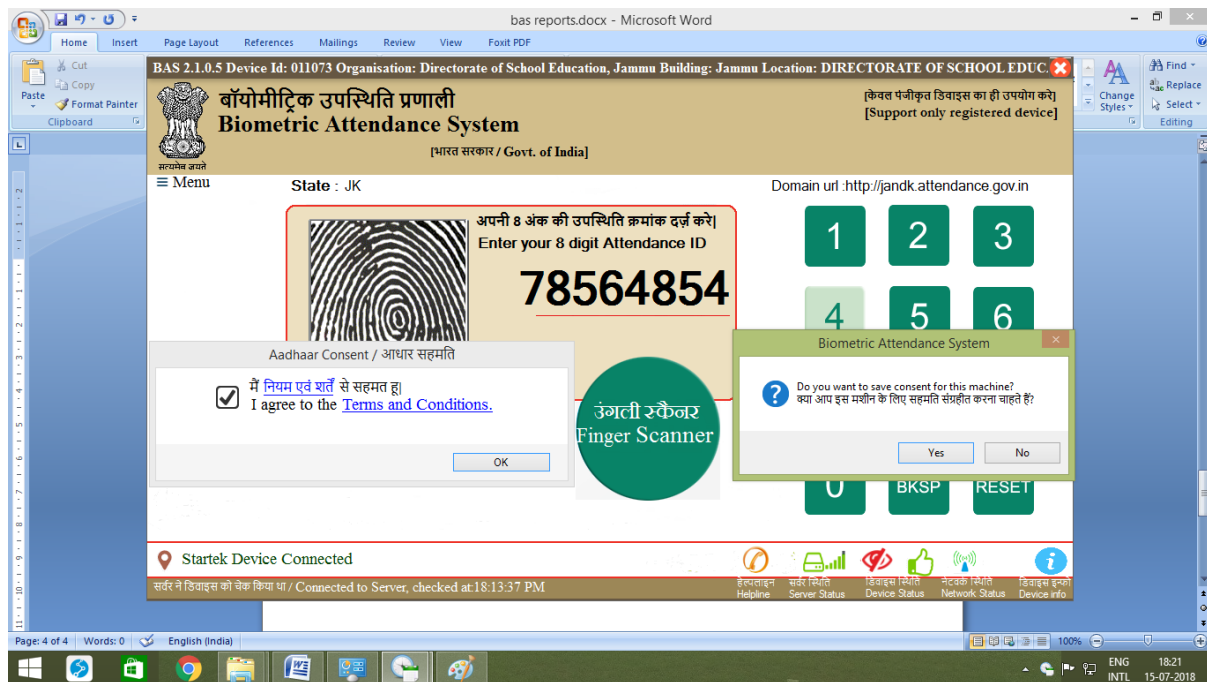 bas reports.docx - Microsoft Word
Home Insert Page Layout References Mailings Review View Foxit PDF
Paste
Cut
Copy
Format Painter
Clipboard
Change Styles
Find
Replace
Select
Editing
BAS 2.1.0.5 Device Id: 011073 Organisation: Directorate of School Education, Jammu Building: Jammu Location: DIRECTORATE OF SCHOOL EDUC.
सत्यमेव जयते
बॉयोमीट्रिक उपस्थिति प्रणाली
Biometric Attendance System
[भारत सरकार / Govt. of India]
[केवल पंजीकृत डिवाइस का ही उपयोग करे]
[Support only registered device]
Menu
State : JK
Domain url :http://jandk.attendance.gov.in
अपनी 8 अंक की उपस्थिति क्रमांक दर्ज़ करे|
Enter your 8 digit Attendance ID
78564854
1 2 3
4 5 6
Aadhaar Consent / आधार सहमति
मैं नियम एवं शर्तें से सहमत हू|
I agree to the Terms and Conditions.
OK
उंगली स्कैनर
Finger Scanner
Biometric Attendance System
Do you want to save consent for this machine?
क्या आप इस मशीन के लिए सहमति संग्रहीत करना चाहते हैं?
Yes No
0 BKSP RESET
Startek Device Connected
सर्वर ने डिवाइस को चेक किया था / Connected to Server, checked at:18:13:37 PM
हेल्पलाइन
Helpline
सर्वर स्थिति
Server Status
डिवाइस स्थिति
Device Status
नेटवर्क स्थिति
Network Status
डिवाइस इन्फो
Device info
Page: 4 of 4 Words: 0 English (India) 100%
ENG
INTL
18:21
15-07-2018